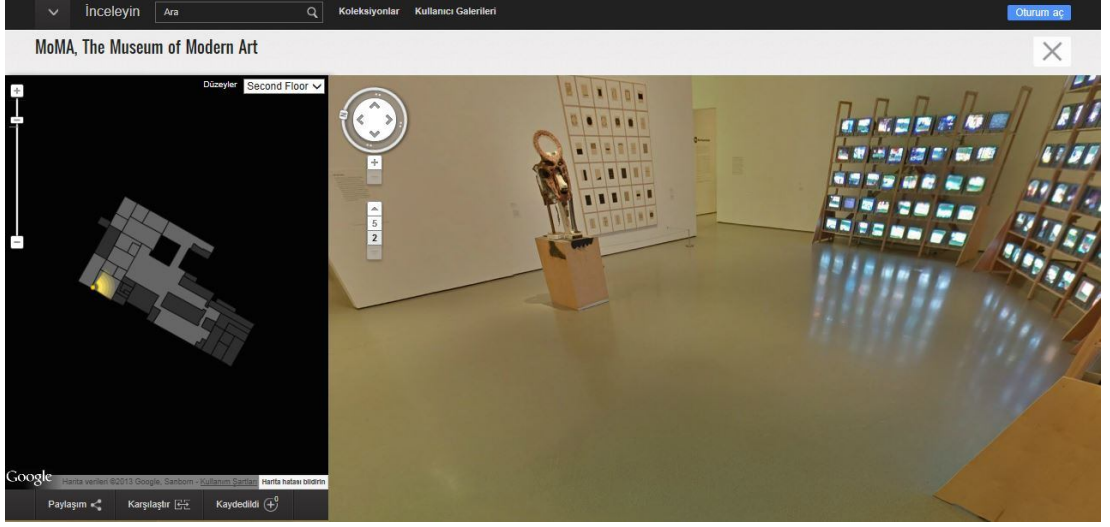 İnceleyin
Ara
Koleksiyonlar
Kullanıcı Galerileri
Oturum aç
MoMA, The Museum of Modern Art
Düzeyler
Second Floor
5
2
Google
Harita verileri ©2013 Google, Sanborn - Kullanım Şartları
Harita hatası bildirin
Paylaşım
Karşılaştır
Kaydedildi
0